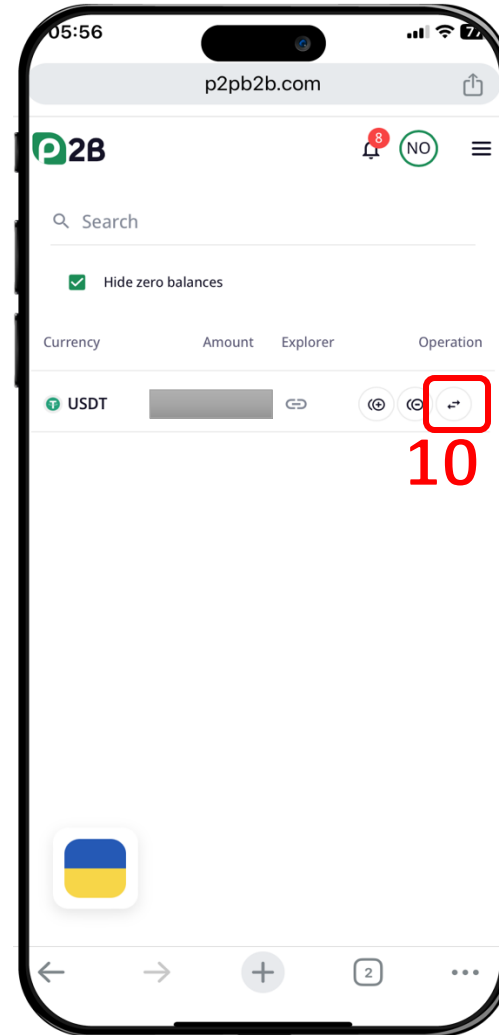 05:56
p2pb2b.com
P2B
8
NO
Search
Hide zero balances
Currency Amount Explorer Operation
USDT
10
2